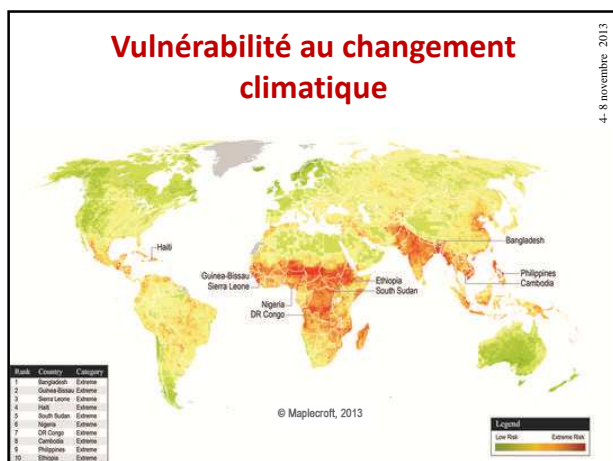 Vulnérabilité au changement
climatique
4- 8 novembre 2013
Haiti
Bangladesh
Guinea-Bissau
Sierra Leone
Ethiopia
South Sudan
Philippines
Cambodia
Nigeria
DR Congo
© Maplecroft, 2013
Rank Country Category
1 Bangladesh Extreme
2 Guinea-Bissau Extreme
3 Sierra Leone Extreme
4 Haiti Extreme
5 South Sudan Extreme
6 Nigeria Extreme
7 DR Congo Extreme
8 Cambodia Extreme
9 Philippines Extreme
10 Ethiopia Extreme
Legend
Low Risk Extreme Risk